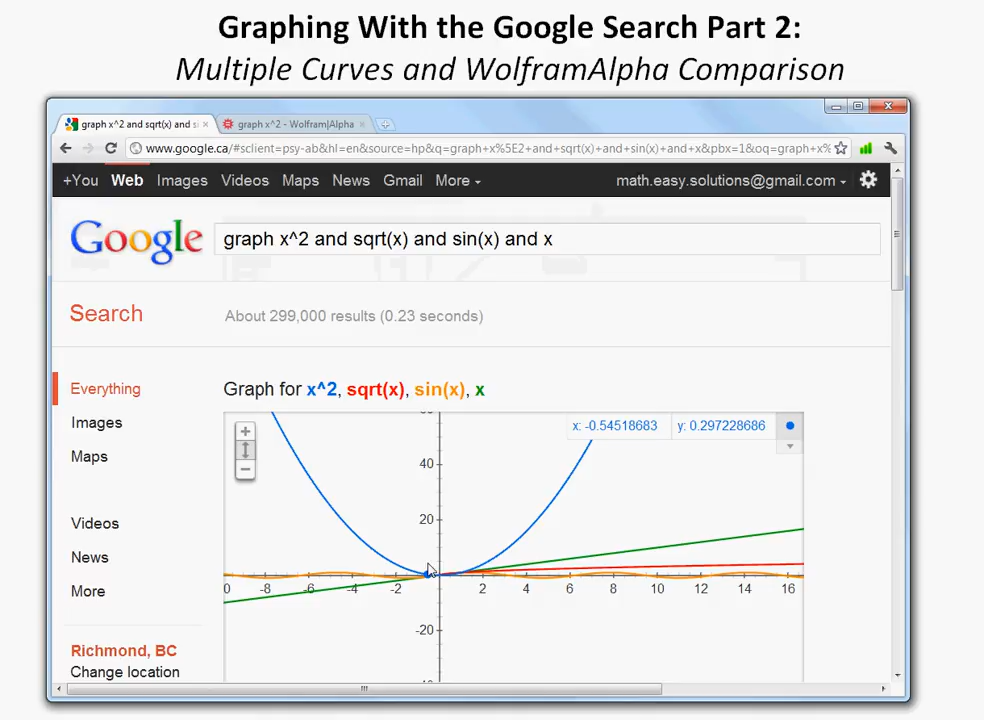 Graphing With the Google Search Part 2:
Multiple Curves and WolframAlpha Comparison
graph x^2 and sqrt(x) and si
graph x^2 - Wolfram|Alpha
www.google.ca/#sclient=psy-ab&hl=en&source=hp&q=graph+x%5E2+and+sqrt(x)+and+sin(x)+and+x&pbx=1&oq=graph+x%
+You Web Images Videos Maps News Gmail More math.easy.solutions@gmail.com
Google graph x^2 and sqrt(x) and sin(x) and x
Search About 299,000 results (0.23 seconds)
Everything Graph for x^2, sqrt(x), sin(x), x
Images
Maps
Videos
News
More
Richmond, BC
Change location
x: -0.54518683 y: 0.297228686
40
20
0 -8 -6 -4 -2 2 4 6 8 10 12 14 16
-20